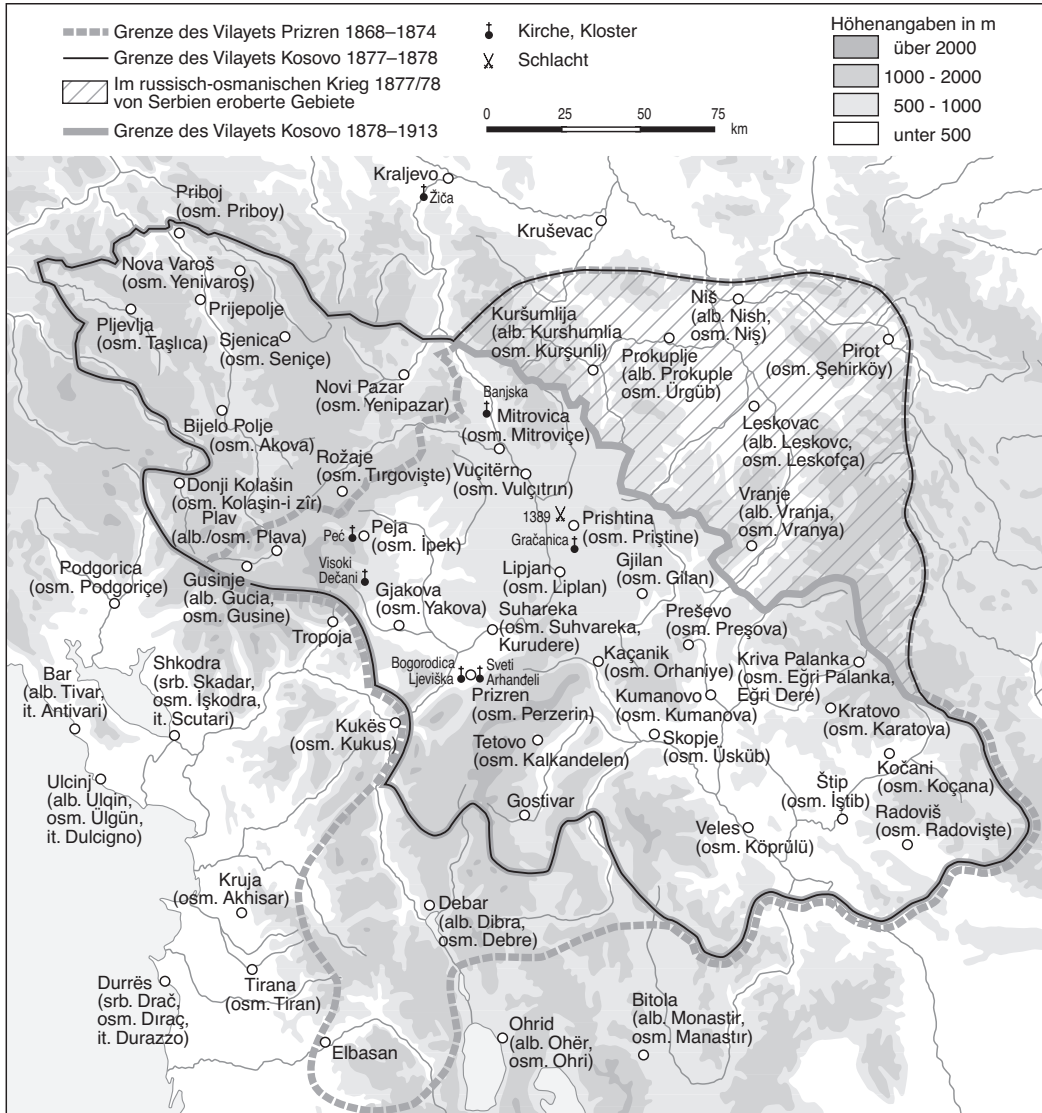 Grenze des Vilayets Prizren 1868–1874
Grenze des Vilayets Kosovo 1877–1878
Im russisch-osmanischen Krieg 1877/78
von Serbien eroberte Gebiete
Grenze des Vilayets Kosovo 1878–1913
Kirche, Kloster
Schlacht
0 25 50 75
km
Höhenangaben in m
über 2000
1000 - 2000
500 - 1000
unter 500
Kraljevo
Žiča
Priboj
(osm. Priboy)
Kruševac
Nova Varoš
(osm. Yenivaroş)
Prijepolje
Pljevlja
(osm. Taşlıca)
Sjenica
(osm. Seniçe)
Kuršumlija
(alb. Kurshumlia
osm. Kurşunli)
Niš
(alb. Nish,
osm. Niş)
Prokuplje
(alb. Prokuple
osm. Ürgüb)
Pirot
(osm. Şehirköy)
Novi Pazar
(osm. Yenipazar)
Banjska
Mitrovica
(osm. Mitroviçe)
Leskovac
(alb. Leskovc,
osm. Leskofça)
Bijelo Polje
(osm. Akova)
Rožaje
(osm. Tırgovişte)
Vuçitërn
(osm. Vulçıtrın)
Donji Kolašin
(osm. Kolaşin-i zîr)
Plav
(alb./osm. Plava)
Peć
Peja
(osm. İpek)
1389
Prishtina
(osm. Priştine)
Gračanica
Vranje
(alb. Vranja,
osm. Vranya)
Podgorica
(osm. Podgoriçe)
Gusinje
(alb. Gucia,
osm. Gusine)
Visoki
Dečani
Gjakova
(osm. Yakova)
Lipjan
(osm. Liplan)
Gjilan
(osm. Gilan)
Tropoja
Suhareka
(osm. Suhvareka,
Kurudere)
Preševo
(osm. Preşova)
Bar
(alb. Tivar,
it. Antivari)
Shkodra
(srb. Skadar,
osm. İşkodra,
it. Scutari)
Bogorodica
Ljeviška
Sveti
Arhanđeli
Prizren
(osm. Perzerin)
Kaçanik
(osm. Orhaniye)
Kriva Palanka
(osm. Eğri Palanka,
Eğri Dere)
Kumanovo
(osm. Kumanova)
Kratovo
(osm. Karatova)
Kukës
(osm. Kukus)
Tetovo
(osm. Kalkandelen)
Skopje
(osm. Üsküb)
Kočani
(osm. Koçana)
Ulcinj
(alb. Ulqin,
osm. Ülgün,
it. Dulcigno)
Gostivar
Štip
(osm. İştib)
Radoviš
(osm. Radovişte)
Veles
(osm. Köprülü)
Kruja
(osm. Akhisar)
Debar
(alb. Dibra,
osm. Debre)
Durrës
(srb. Drač,
osm. Dıraç,
it. Durazzo)
Tirana
(osm. Tiran)
Elbasan
Ohrid
(alb. Ohër,
osm. Ohri)
Bitola
(alb. Monastir,
osm. Manastır)